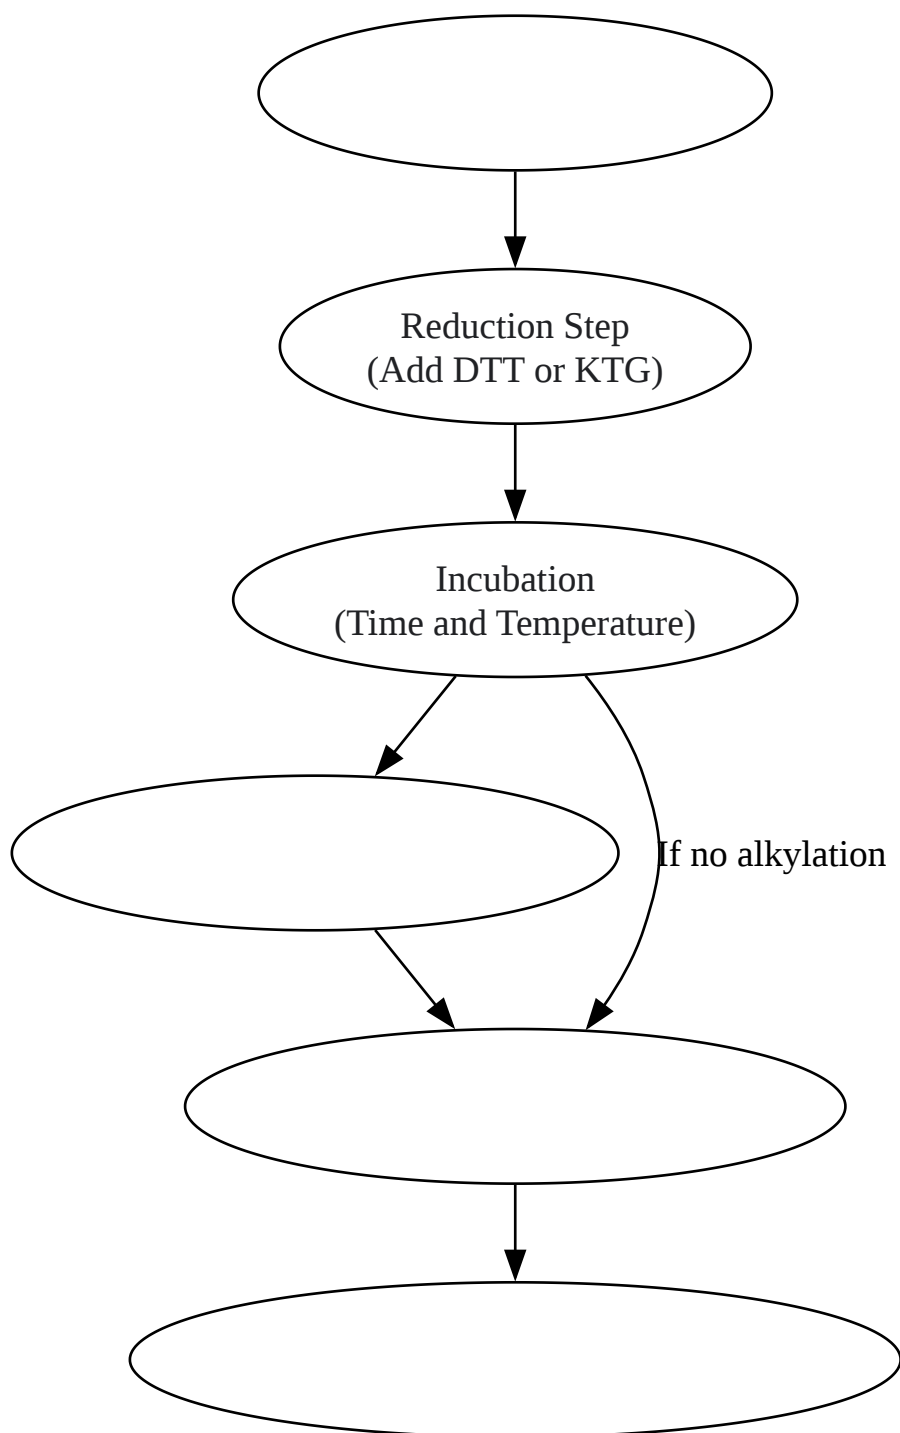 Reduction Step
(Add DTT or KTG)
Incubation
(Time and Temperature)
If no alkylation